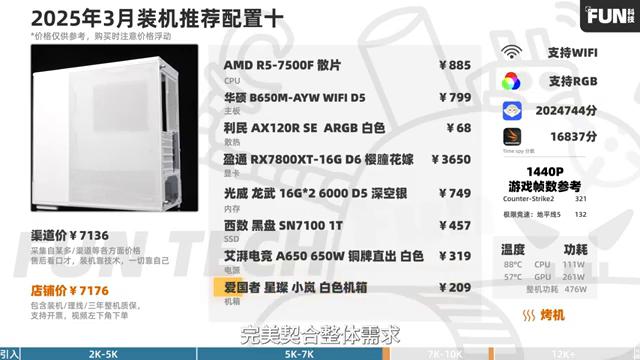 2025年3月装机推荐配置十
*价格仅供参考，购买时注意价格浮动
FUN科技
AMD R5-7500F 散片 ¥885
CPU
华硕 B650M-AYW WIFI D5 ¥799
主板
利民 AX120R SE ARGB 白色 ¥68
散热
盈通 RX7800XT-16G D6 樱瞳花嫁 ¥3650
显卡
光威 龙武 16G*2 6000 D5 深空银 ¥749
内存
西数 黑盘 SN7100 1T ¥457
SSD
艾湃电竞 A650 650W 铜牌直出 白色 ¥319
电源
爱国者 星璨 小岚 白色机箱 ¥209
机箱
支持WIFI
支持RGB
2024744分
16837分
Time spy 分数
1440P
游戏帧数参考
Counter-Strike2 321
极限竞速：地平线5 132
温度 功耗
88°C CPU 111W
57°C GPU 261W
整机功耗 476W
烤机
渠道价 ¥7136
采集自某多/渠道等各方面价格
售后看口才，装机靠技术，一切靠自己
店铺价 ¥7176
包含装机/理线/三年整机质保，
支持开票，视频左下角下单
FUN TECH
完美契合整体需求
引入 2K-5K 5K-7K 7K-10K 12K+